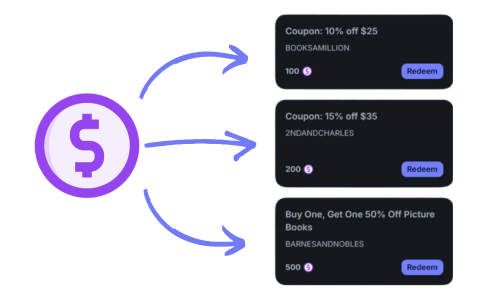 $
Coupon: 10% off $25
BOOKSAMILLION
100 $ Redeem
Coupon: 15% off $35
2NDANDCHARLES
200 $ Redeem
Buy One, Get One 50% Off Picture
Books
BARNESANDNOBLES
500 $ Redeem